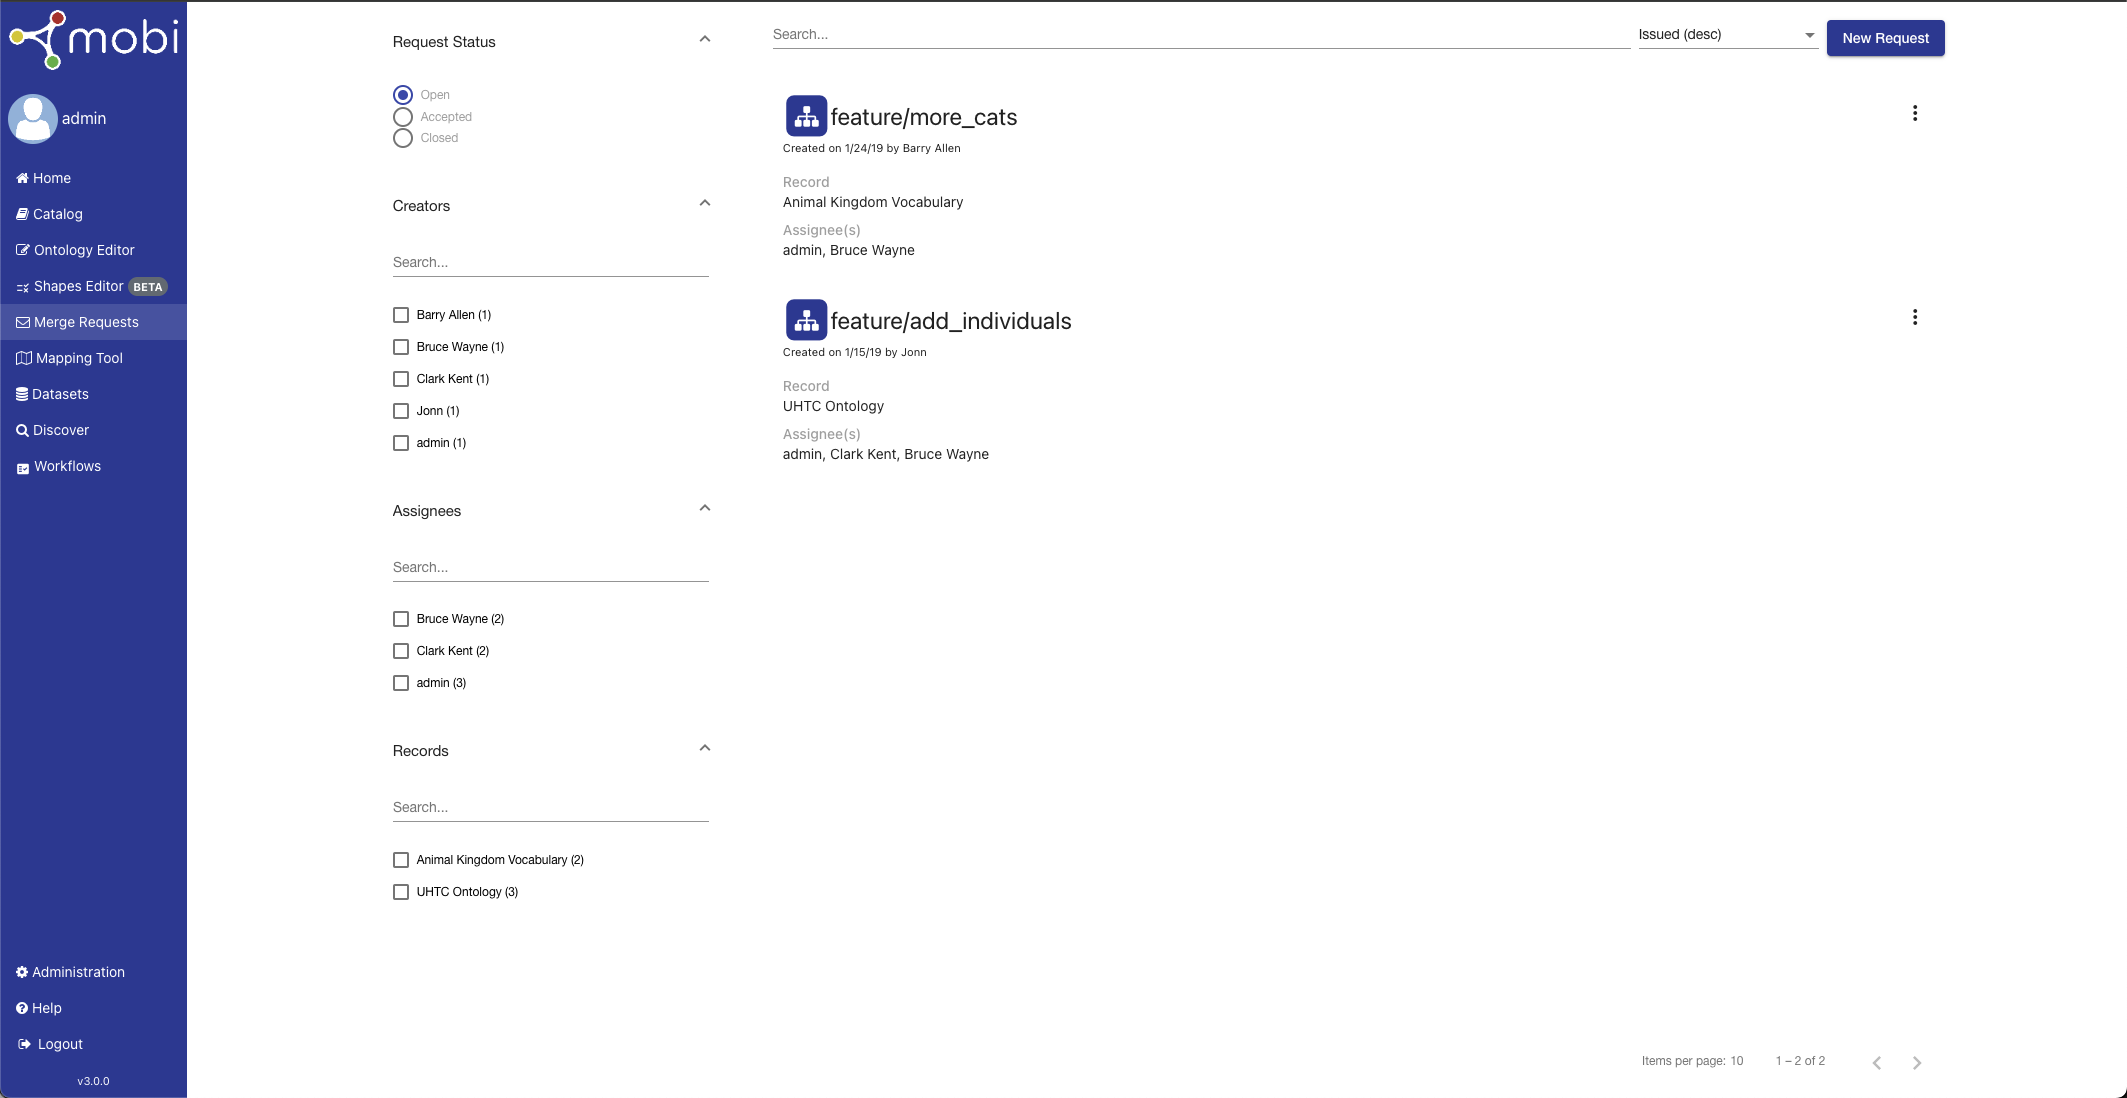 mobi
admin
Home
Catalog
Ontology Editor
Shapes Editor BETA
Merge Requests
Mapping Tool
Datasets
Discover
Workflows
Administration
Help
Logout
v3.0.0
Request Status
Open
Accepted
Closed
Creators
Search...
Barry Allen (1)
Bruce Wayne (1)
Clark Kent (1)
Jonn (1)
admin (1)
Assignees
Search...
Bruce Wayne (2)
Clark Kent (2)
admin (3)
Records
Search...
Animal Kingdom Vocabulary (2)
UHTC Ontology (3)
Search...
Issued (desc)
New Request
feature/more_cats
Created on 1/24/19 by Barry Allen
Record
Animal Kingdom Vocabulary
Assignee(s)
admin, Bruce Wayne
feature/add_individuals
Created on 1/15/19 by Jonn
Record
UHTC Ontology
Assignee(s)
admin, Clark Kent, Bruce Wayne
Items per page: 10
1 – 2 of 2